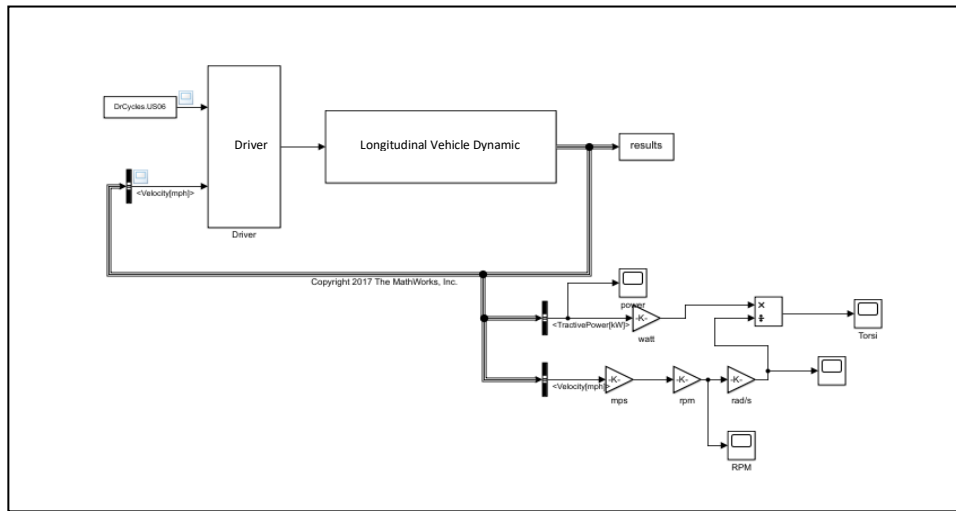 DrCycles.US06
Driver
Longitudinal Vehicle Dynamic
results
<Velocity[mph]>
Driver
Copyright 2017 The MathWorks, Inc.
power
×
÷
<TractivePower[kW]>
-K-
watt
Torsi
<Velocity[mph]>
-K-
-K-
-K-
mps
rpm
rad/s
RPM